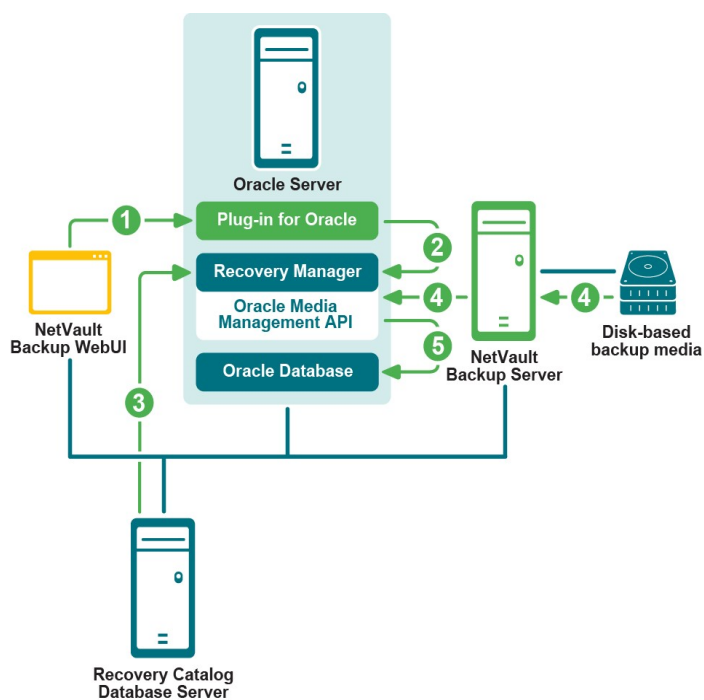 Oracle Server
1
Plug-in for Oracle
2
Recovery Manager
4
4
Oracle Media
Management API
5
NetVault
Backup WebUI
NetVault
Backup Server
Disk-based
backup media
Oracle Database
3
Recovery Catalog
Database Server